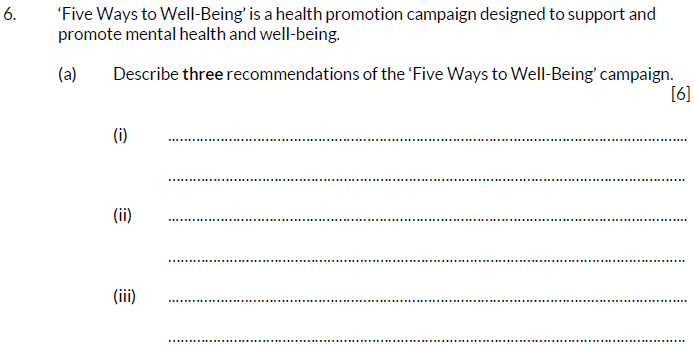 6. ‘Five Ways to Well-Being’ is a health promotion campaign designed to support and
promote mental health and well-being.
(a) Describe three recommendations of the ‘Five Ways to Well-Being’ campaign.
[6]
(i)
(ii)
(iii)